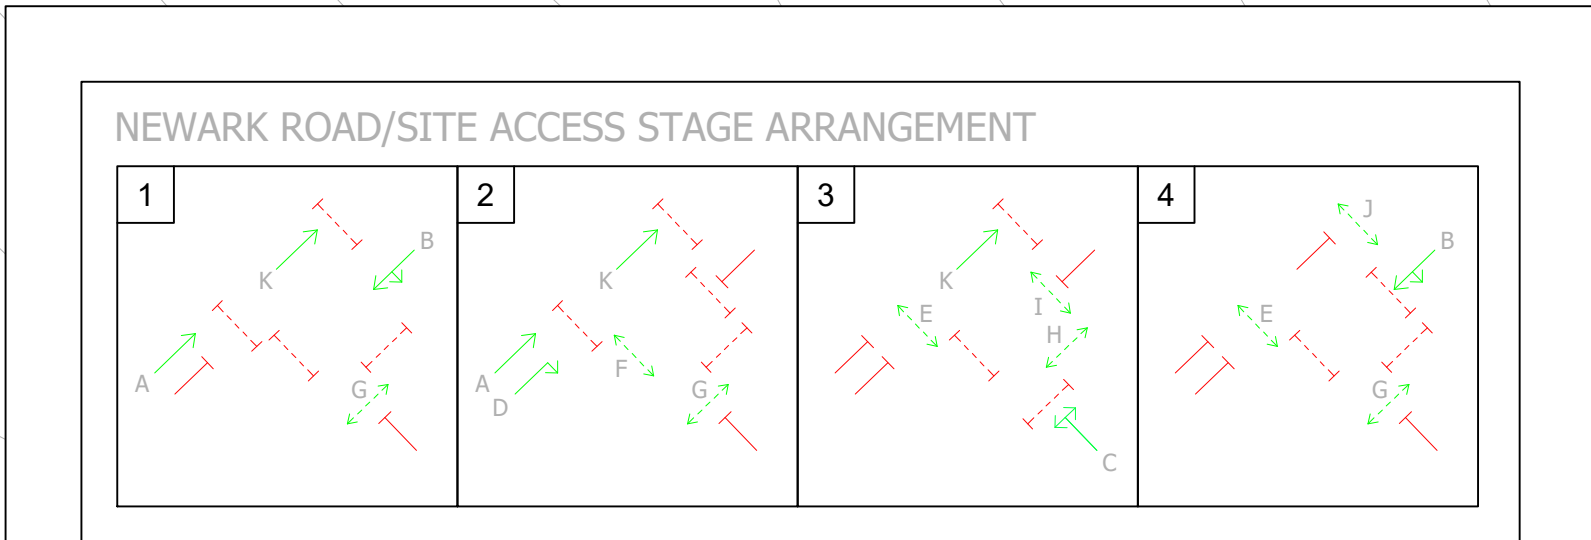 NEWARK ROAD/SITE ACCESS STAGE ARRANGEMENT
1
2
3
4
J
B
B
K
K
K
I
E
E
H
A
F
A
G
G
G
D
C